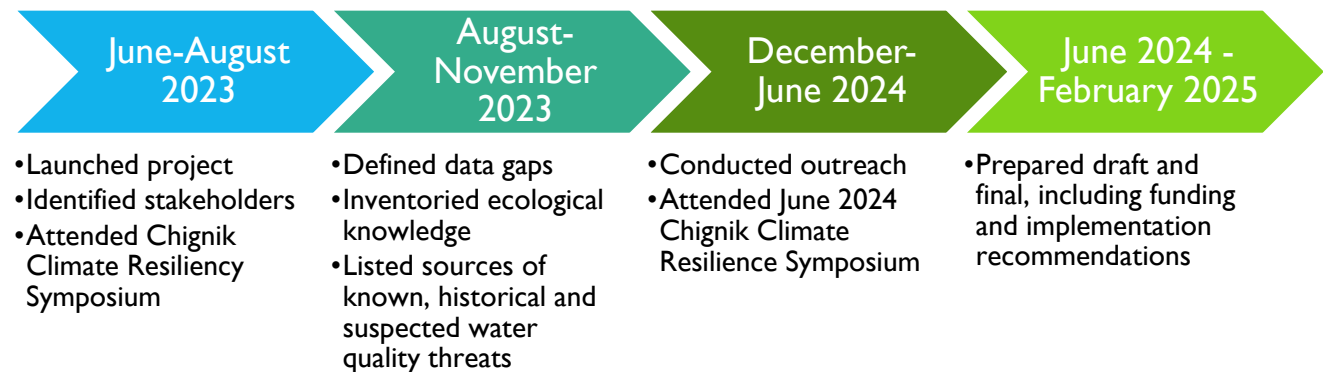 June-August
2023
•Launched project
•Identified stakeholders
•Attended Chignik
Climate Resiliency
Symposium
August-
November
2023
•Defined data gaps
•Inventoried ecological
knowledge
•Listed sources of
known, historical and
suspected water
quality threats
December-
June 2024
•Conducted outreach
•Attended June 2024
Chignik Climate
Resilience Symposium
June 2024 -
February 2025
•Prepared draft and
final, including funding
and implementation
recommendations